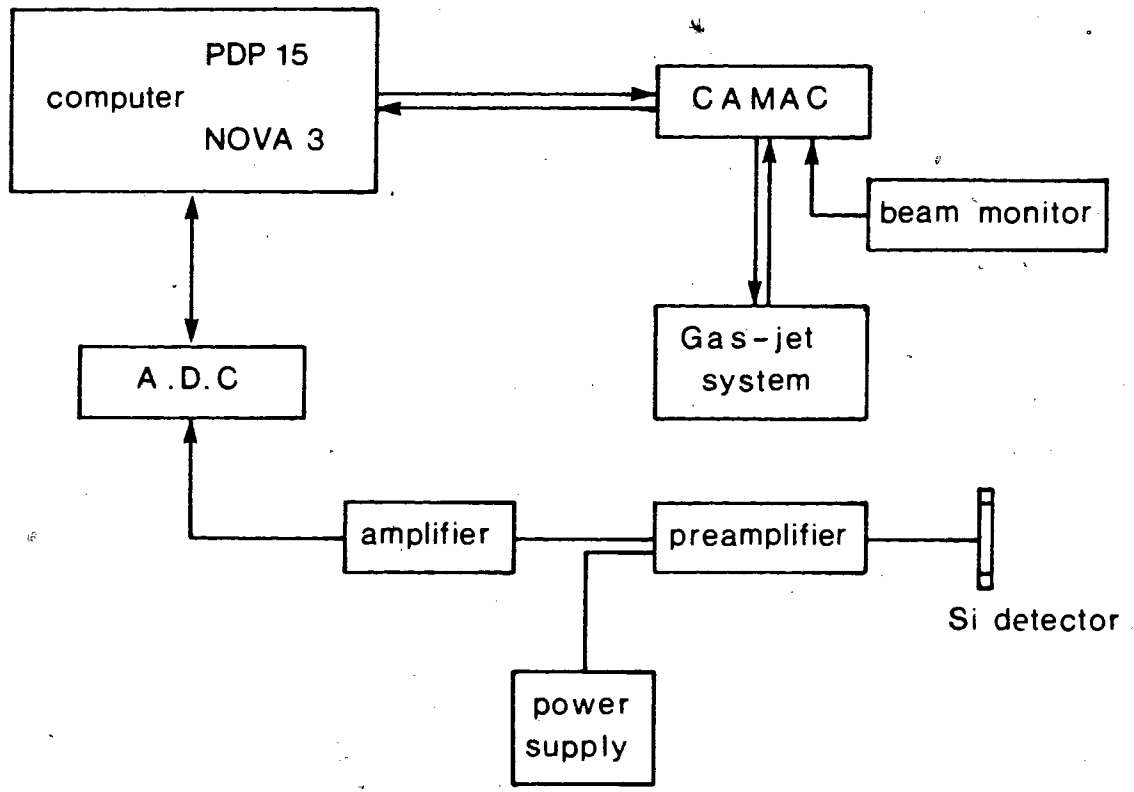 PDP 15
computer
NOVA 3
CAMAC
beam monitor
Gas-jet
system
A.D.C
amplifier
preamplifier
Si detector
power
supply